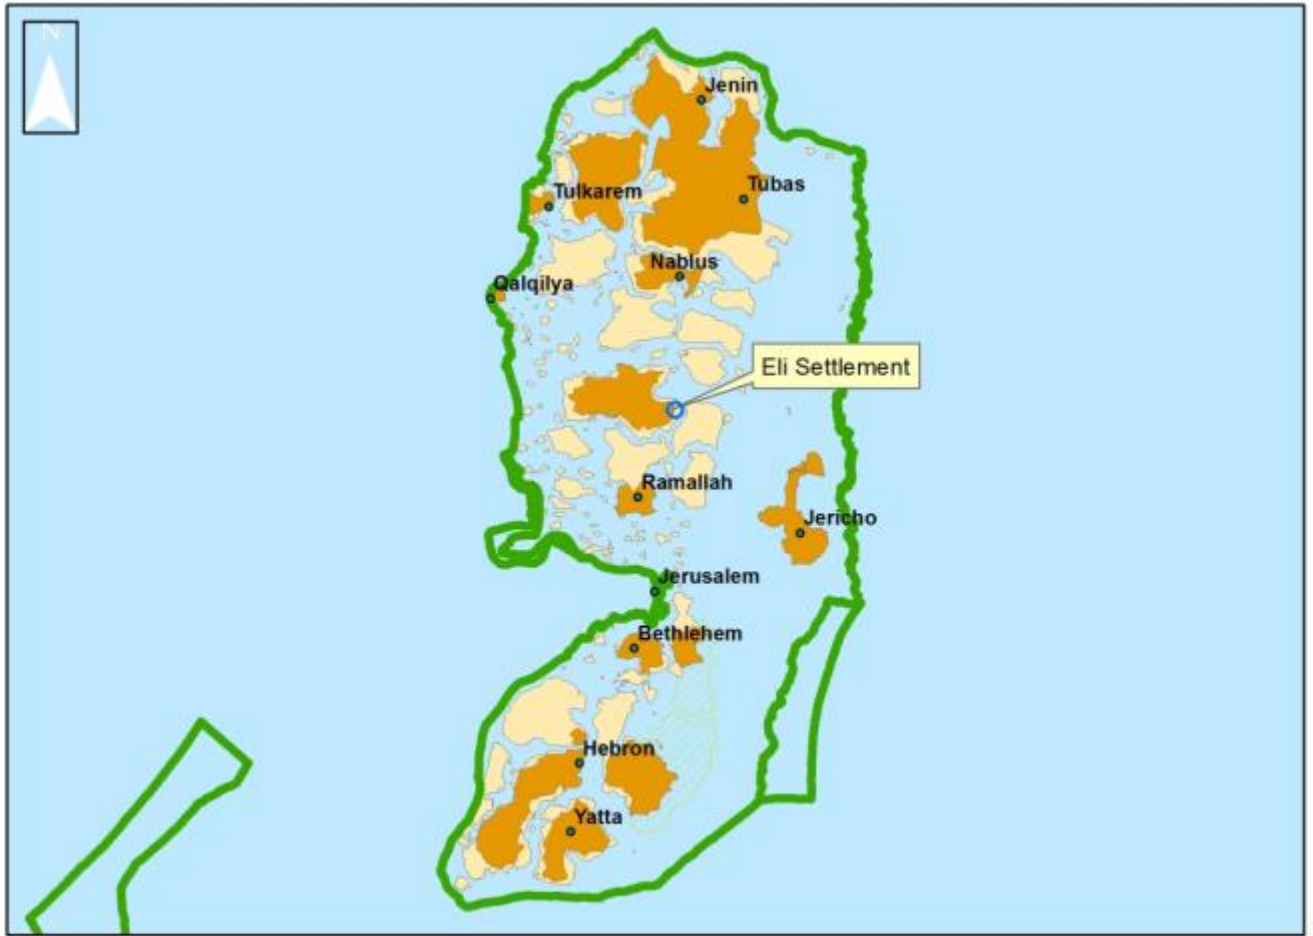 N
Jenin
Tubas
Tulkarem
Nablus
Qalqilya
Eli Settlement
Ramallah
Jericho
Jerusalem
Bethlehem
Hebron
Yatta